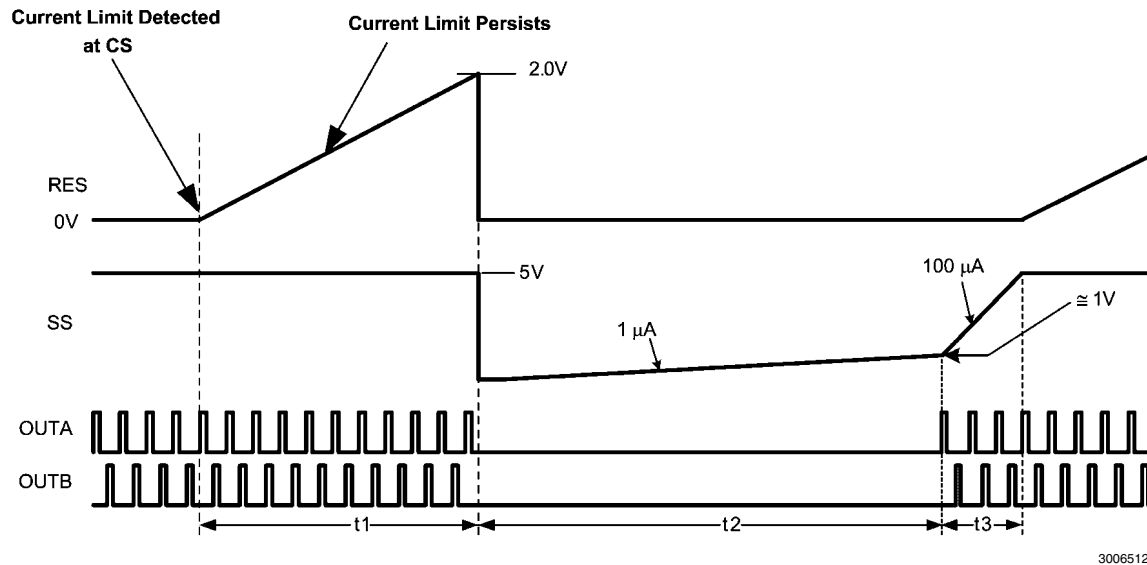 Current Limit Detected
at CS
Current Limit Persists
2.0V
RES
0V
5V
100 μA
≅ 1V
SS
1 μA
OUTA
OUTB
t1
t2
t3
3006512